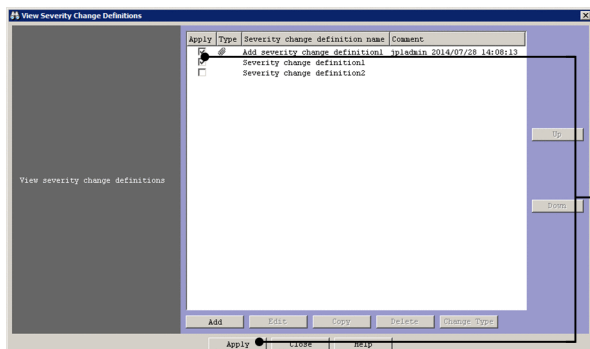 View Severity Change Definitions
Apply Type Severity change definition name Comment
Add severity change definition1 jp1admin 2014/07/28 14:08:13
Severity change definition1
Severity change definition2
Up
View severity change definitions
Down
Add Edit Copy Delete Change Type
Apply Close Help